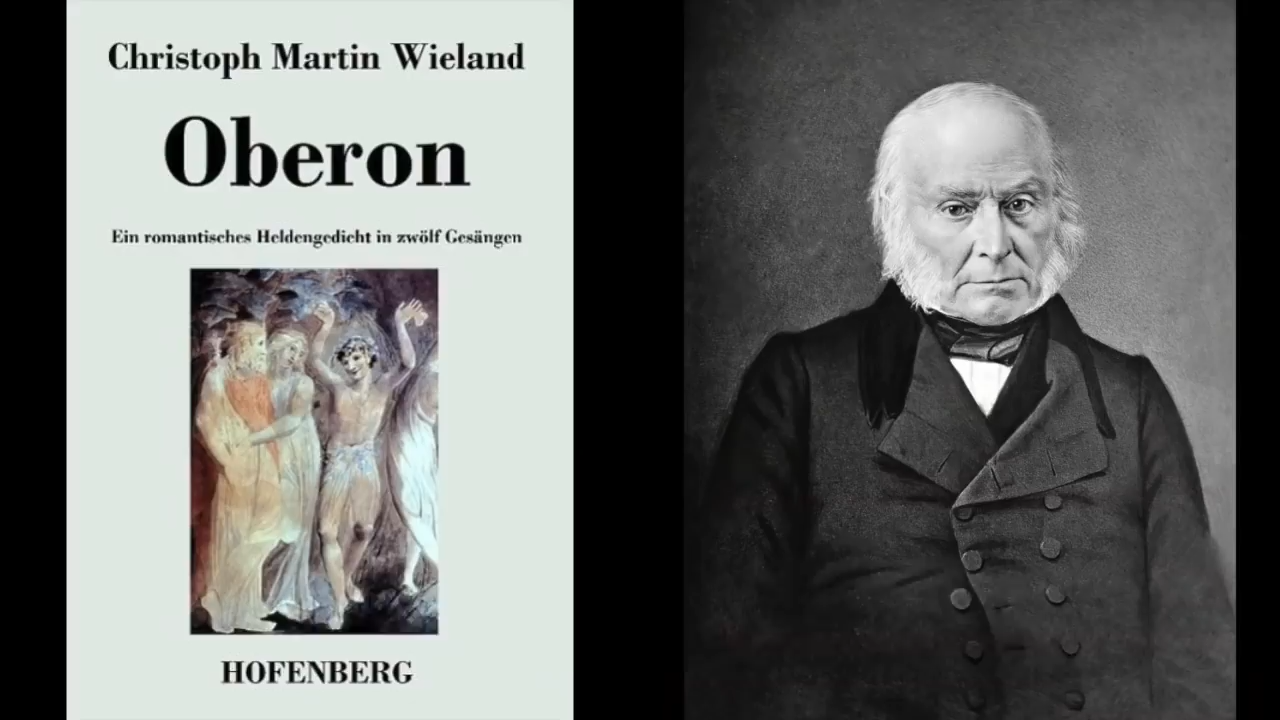 Christoph Martin Wieland
Oberon
Ein romantisches Heldengedicht in zwölf Gesängen
HOFENBERG